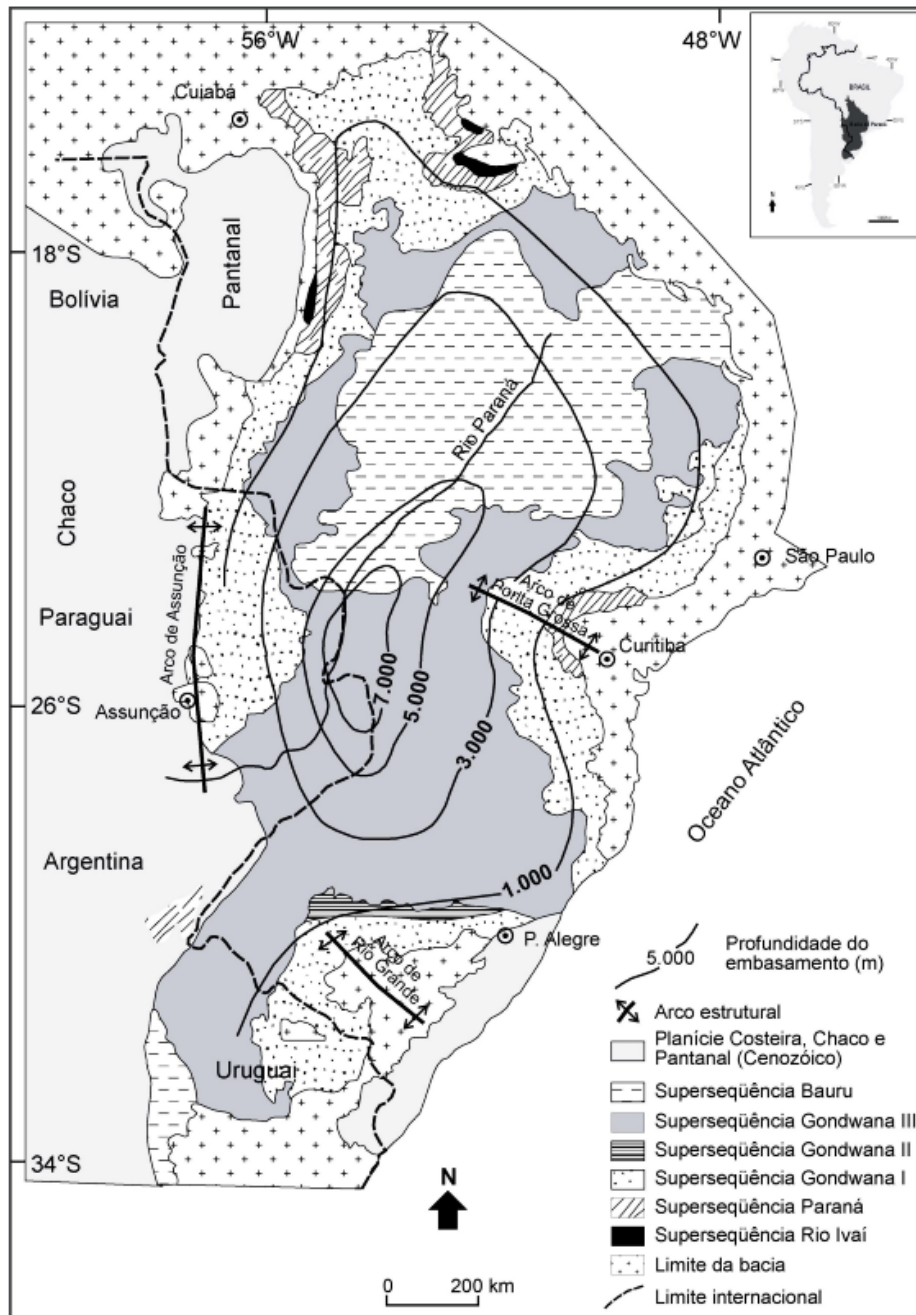 56°W
48°W
Cuiabá
BRASIL
N
18°S
Bolívia
Pantanal
Rio Paraná
Chaco
São Paulo
Arco de Assunção
Arco de
Ponta Grossa
Paraguai
Curitiba
7.000
5.000
3.000
26°S
Assunção
Oceano Atlântico
Argentina
1.000
P. Alegre
Arco de
Rio Grande
Uruguai
34°S
N
0 200 km
5.000
Profundidade do
embasamento (m)
Arco estrutural
Planície Costeira, Chaco e
Pantanal (Cenozóico)
Superseqüência Bauru
Superseqüência Gondwana III
Superseqüência Gondwana II
Superseqüência Gondwana I
Superseqüência Paraná
Superseqüência Rio Ivaí
Limite da bacia
Limite internacional